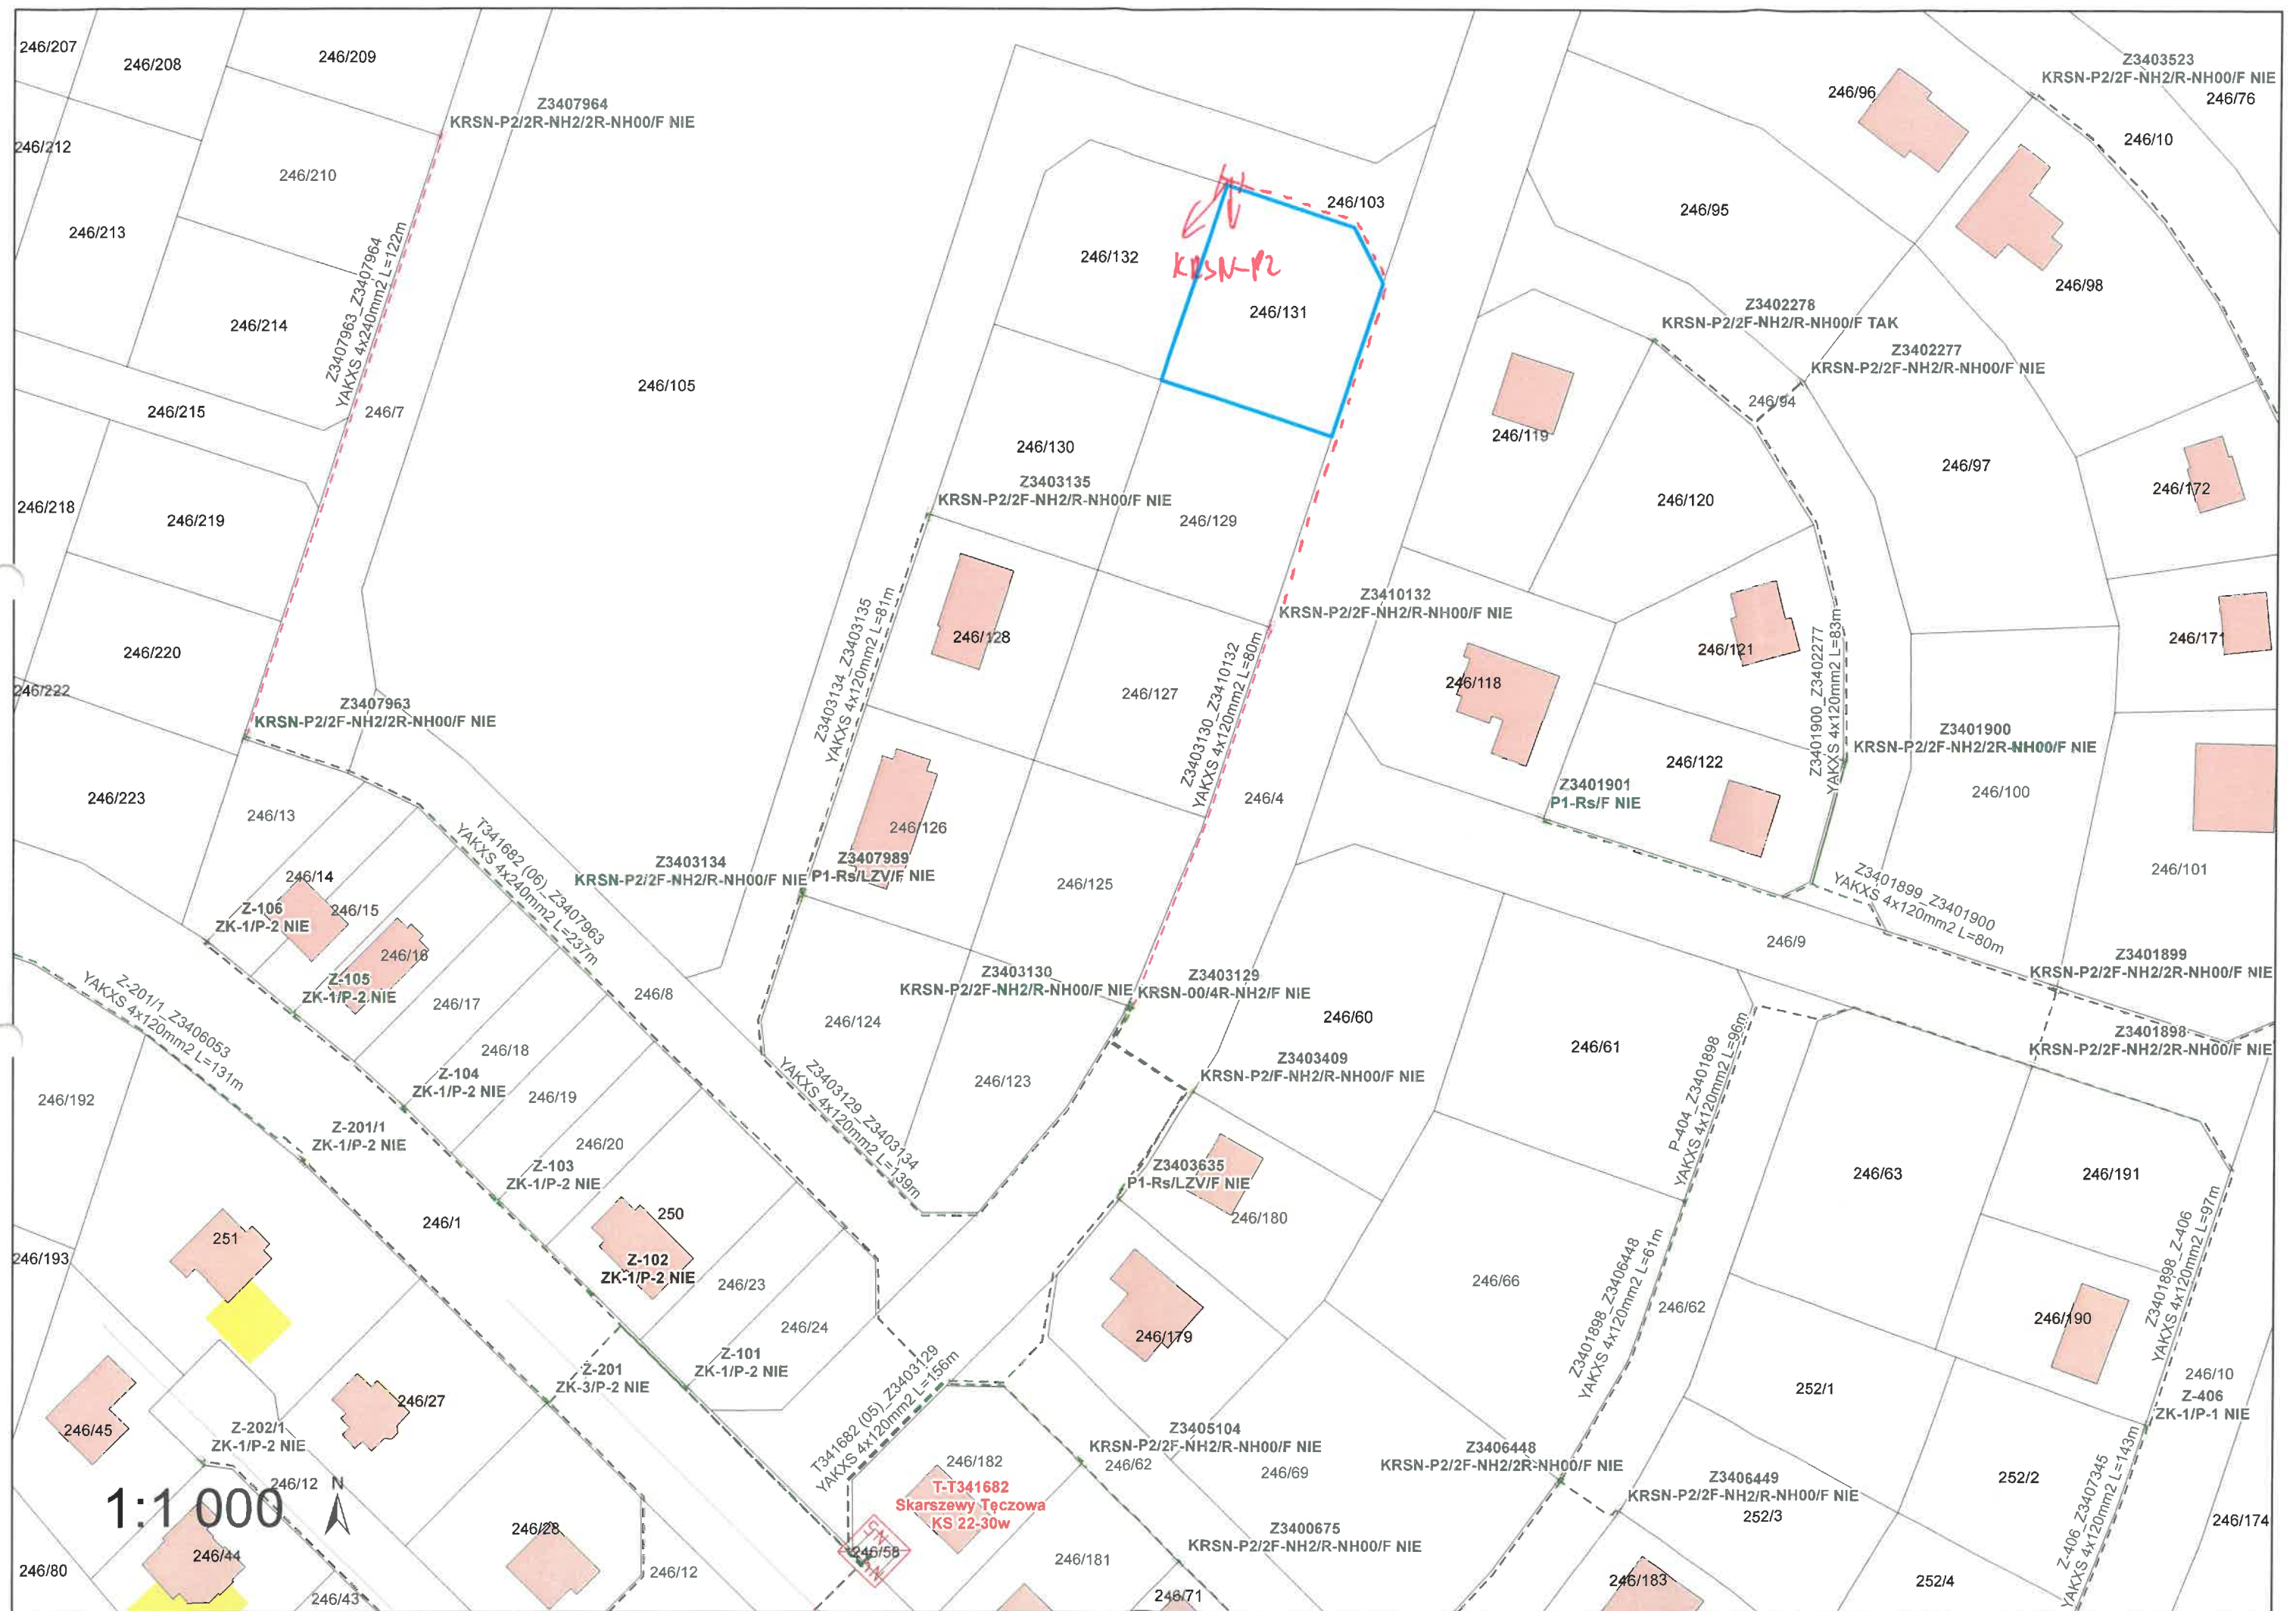 246/207
246/208
246/209
Z3407964
KRSN-P2/2R-NH2/2R-NH00/F NIE
246/96
Z3403523
KRSN-P2/2F-NH2/R-NH00/F NIE
246/76
246/10
246/212
246/210
246/103
246/95
246/213
Z3407963_Z3407964
YAKXS 4x240mm2 L=122m
246/132
KRSN-P2
246/131
246/98
246/214
Z3402278
KRSN-P2/2F-NH2/R-NH00/F TAK
Z3402277
KRSN-P2/2F-NH2/R-NH00/F NIE
246/105
246/215
246/7
246/94
246/119
246/130
246/97
Z3403135
KRSN-P2/2F-NH2/R-NH00/F NIE
246/172
246/218
246/219
246/129
246/120
Z3410132
KRSN-P2/2F-NH2/R-NH00/F NIE
246/128
Z3403134_Z3403135
YAKXS 4x120mm2 L=81m
246/220
246/121
246/171
246/222
246/127
Z3403130_Z3410132
YAKXS 4x120mm2 L=80m
246/118
Z3401900_Z3402277
YAKXS 4x120mm2 L=83m
Z3407963
KRSN-P2/2F-NH2/2R-NH00/F NIE
Z3401900
KRSN-P2/2F-NH2/2R-NH00/F NIE
246/122
246/223
246/13
246/4
Z3401901
P1-Rs/F NIE
246/100
246/126
T341682 (06)_Z3407963
YAKXS 4x240mm2 L=237m
Z3403134
KRSN-P2/2F-NH2/R-NH00/F NIE
Z3407989
P1-Rs/LZV/F NIE
246/125
246/101
246/14
Z-106
ZK-1/P-2 NIE
246/15
Z3401899_Z3401900
YAKXS 4x120mm2 L=80m
246/9
246/16
Z-105
ZK-1/P-2 NIE
Z3403130
KRSN-P2/2F-NH2/R-NH00/F NIE
Z3403129
KRSN-00/4R-NH2/F NIE
Z3401899
KRSN-P2/2F-NH2/2R-NH00/F NIE
Z-201/1_Z3406053
YAKXS 4x120mm2 L=131m
246/17
246/8
246/124
246/60
246/61
Z3401898
KRSN-P2/2F-NH2/2R-NH00/F NIE
246/18
Z3403409
KRSN-P2/F-NH2/R-NH00/F NIE
246/123
Z-104
ZK-1/P-2 NIE
246/192
246/19
Z3403129_Z3403134
YAKXS 4x120mm2 L=139m
P-404_Z3401898
YAKXS 4x120mm2 L=96m
Z-201/1
ZK-1/P-2 NIE
246/20
Z-103
ZK-1/P-2 NIE
Z3403635
P1-Rs/LZV/F NIE
246/63
246/191
246/1
250
246/180
251
246/193
Z-102
ZK-1/P-2 NIE
246/23
246/66
Z3401898_Z-406
YAKXS 4x120mm2 L=97m
246/24
246/179
Z3401898_Z3406448
YAKXS 4x120mm2 L=61m
246/62
246/190
Z-101
ZK-1/P-2 NIE
Z-201
ZK-3/P-2 NIE
T341682 (05)_Z3403129
YAKXS 4x120mm2 L=156m
252/1
246/10
Z-406
ZK-1/P-1 NIE
246/45
246/27
Z-202/1
ZK-1/P-2 NIE
246/182
Z3405104
KRSN-P2/2F-NH2/R-NH00/F NIE
246/62
246/69
Z3406448
KRSN-P2/2F-NH2/2R-NH00/F NIE
246/12
1:1 000
N
T-T341682
Skarszewy Tęczowa
KS 22-30w
Z3406449
KRSN-P2/2F-NH2/R-NH00/F NIE
252/3
252/2
246/28
Z3400675
KRSN-P2/2F-NH2/R-NH00/F NIE
246/174
246/44
246/58
246/181
Z-406_Z3407345
YAKXS 4x120mm2 L=143m
246/80
246/12
246/183
252/4
246/43
246/71